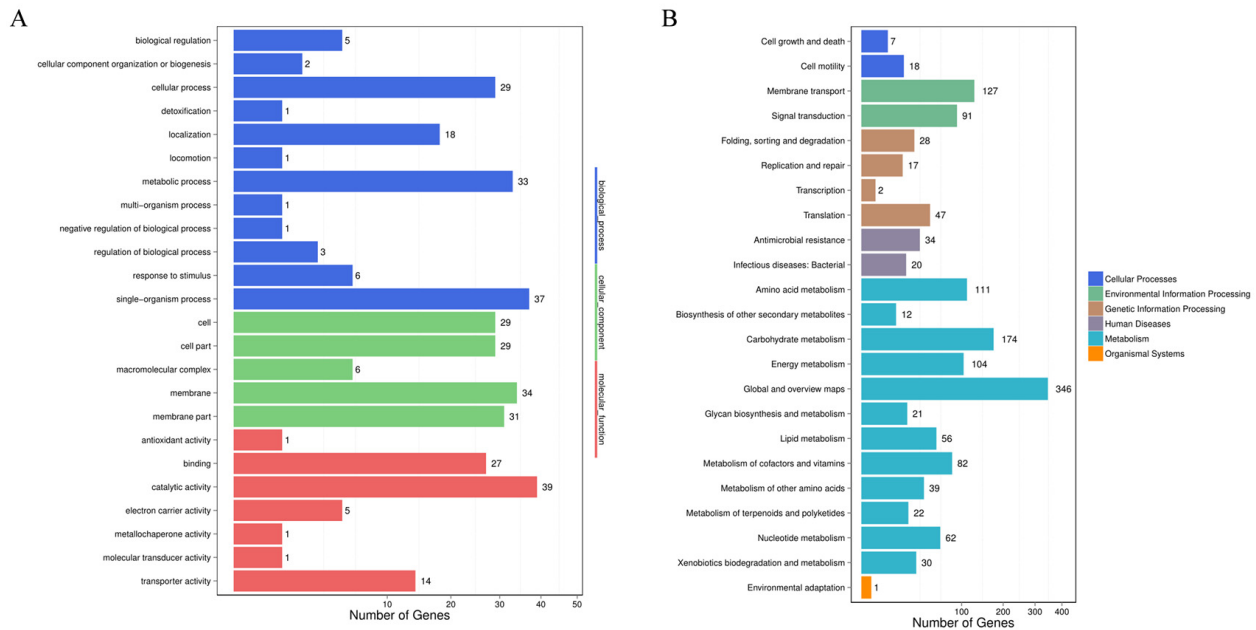 A
biological regulation 5
cellular component organization or biogenesis 2
cellular process 29
detoxification 1
localization 18
locomotion 1
metabolic process 33
multi−organism process 1
negative regulation of biological process 1
regulation of biological process 3
response to stimulus 6
single−organism process 37
cell 29
cell part 29
macromolecular complex 6
membrane 34
membrane part 31
antioxidant activity 1
binding 27
catalytic activity 39
electron carrier activity 5
metallochaperone activity 1
molecular transducer activity 1
transporter activity 14
10 20 30 40 50
Number of Genes
biological_process
cellular_component
molecular_function
B
Cell growth and death 7
Cell motility 18
Membrane transport 127
Signal transduction 91
Folding, sorting and degradation 28
Replication and repair 17
Transcription 2
Translation 47
Antimicrobial resistance 34
Infectious diseases: Bacterial 20
Amino acid metabolism 111
Biosynthesis of other secondary metabolites 12
Carbohydrate metabolism 174
Energy metabolism 104
Global and overview maps 346
Glycan biosynthesis and metabolism 21
Lipid metabolism 56
Metabolism of cofactors and vitamins 82
Metabolism of other amino acids 39
Metabolism of terpenoids and polyketides 22
Nucleotide metabolism 62
Xenobiotics biodegradation and metabolism 30
Environmental adaptation 1
100 200 300 400
Number of Genes
Cellular Processes
Environmental Information Processing
Genetic Information Processing
Human Diseases
Metabolism
Organismal Systems